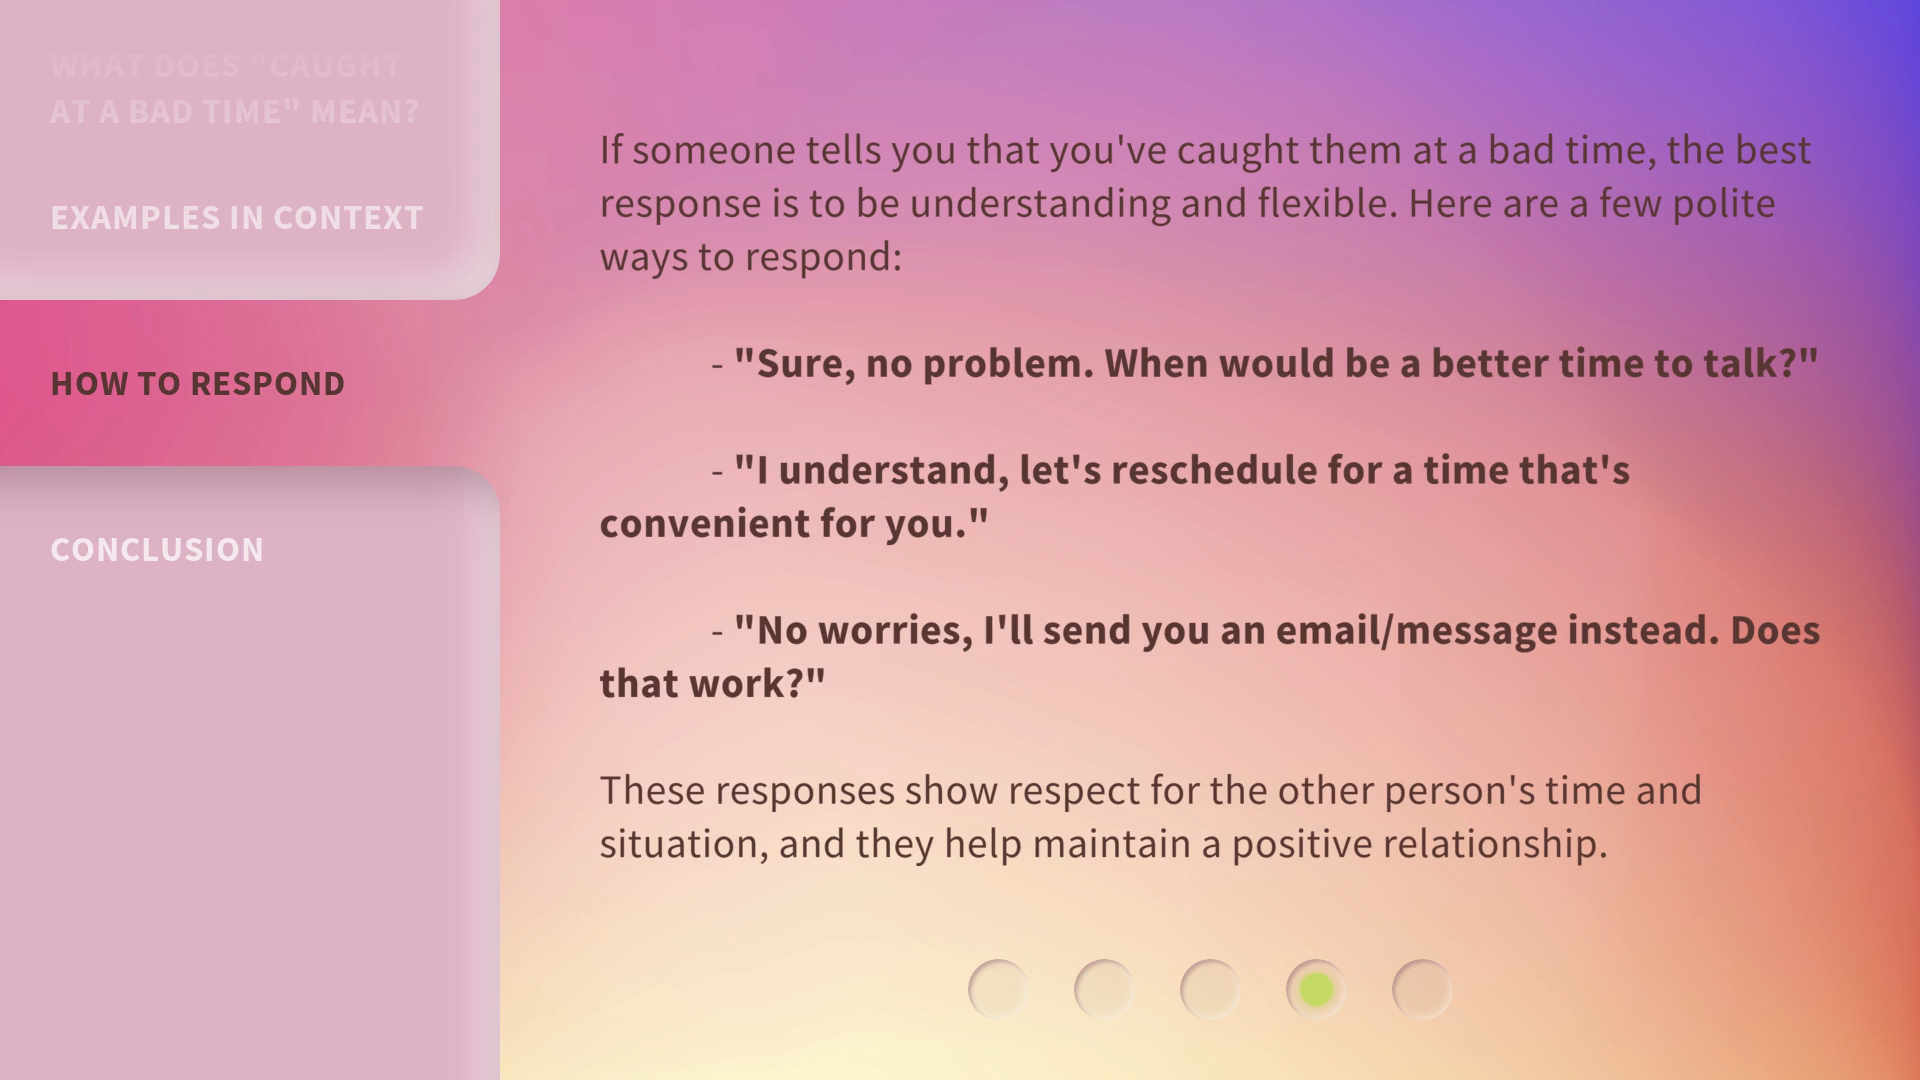 WHAT DOES "CAUGHT
AT A BAD TIME" MEAN?
EXAMPLES IN CONTEXT
HOW TO RESPOND
CONCLUSION
If someone tells you that you've caught them at a bad time, the best
response is to be understanding and flexible. Here are a few polite
ways to respond:
- "Sure, no problem. When would be a better time to talk?"
- "I understand, let's reschedule for a time that's
convenient for you."
- "No worries, I'll send you an email/message instead. Does
that work?"
These responses show respect for the other person's time and
situation, and they help maintain a positive relationship.